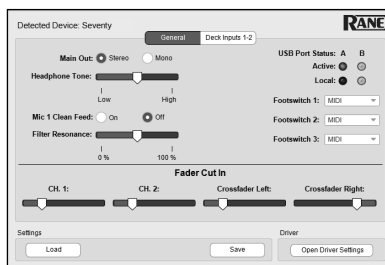 Detected Device: Seventy
RANE
General
Deck Inputs 1-2
Main Out:
Stereo
Mono
Headphone Tone:
Low
High
Mic 1 Clean Feed:
On
Off
Filter Resonance:
0 %
100 %
USB Port Status: A B
Active:
Local:
Footswitch 1: MIDI
Footswitch 2: MIDI
Footswitch 3: MIDI
Fader Cut In
CH. 1:
CH. 2:
Crossfader Left:
Crossfader Right:
Settings
Load
Save
Driver
Open Driver Settings